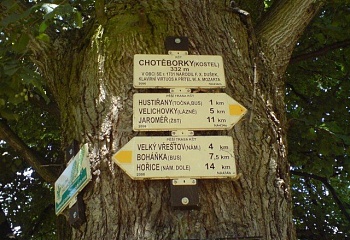 CHOTĚBORKY(KOSTEL)
332 m
V OBCI SE r. 1731 NARODIL F. X. DUŠEK,
HLAVNÍ VIRTUOS A PŘÍTEL W. A. MOZARTA
HUSTÍŘANY(TOČNA, BUS) 1 km
VELICHOVKY(LÁZNĚ) 5 km
JAROMĚŘ(ŽST) 11 km
VELKÝ VŘEŠŤOV(NÁM.) 4 km
BOHÁŇKA(BUS) 7,5 km
HOŘICE(NÁM. DOLE) 14 km